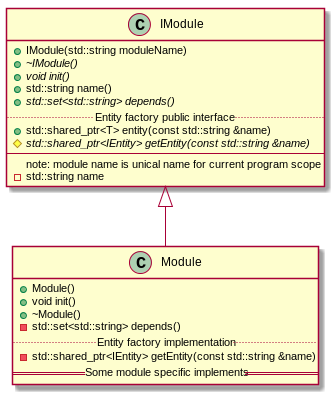 C IModule
IModule(std::string moduleName)
~IModule()
void init()
std::string name()
std::set<std::string> depends()
Entity factory public interface
std::shared_ptr<T> entity(const std::string &name)
std::shared_ptr<IEntity> getEntity(const std::string &name)
note: module name is unical name for current program scope
std::string name
C Module
Module()
void init()
~Module()
std::set<std::string> depends()
Entity factory implementation
std::shared_ptr<IEntity> getEntity(const std::string &name)
Some module specific implements